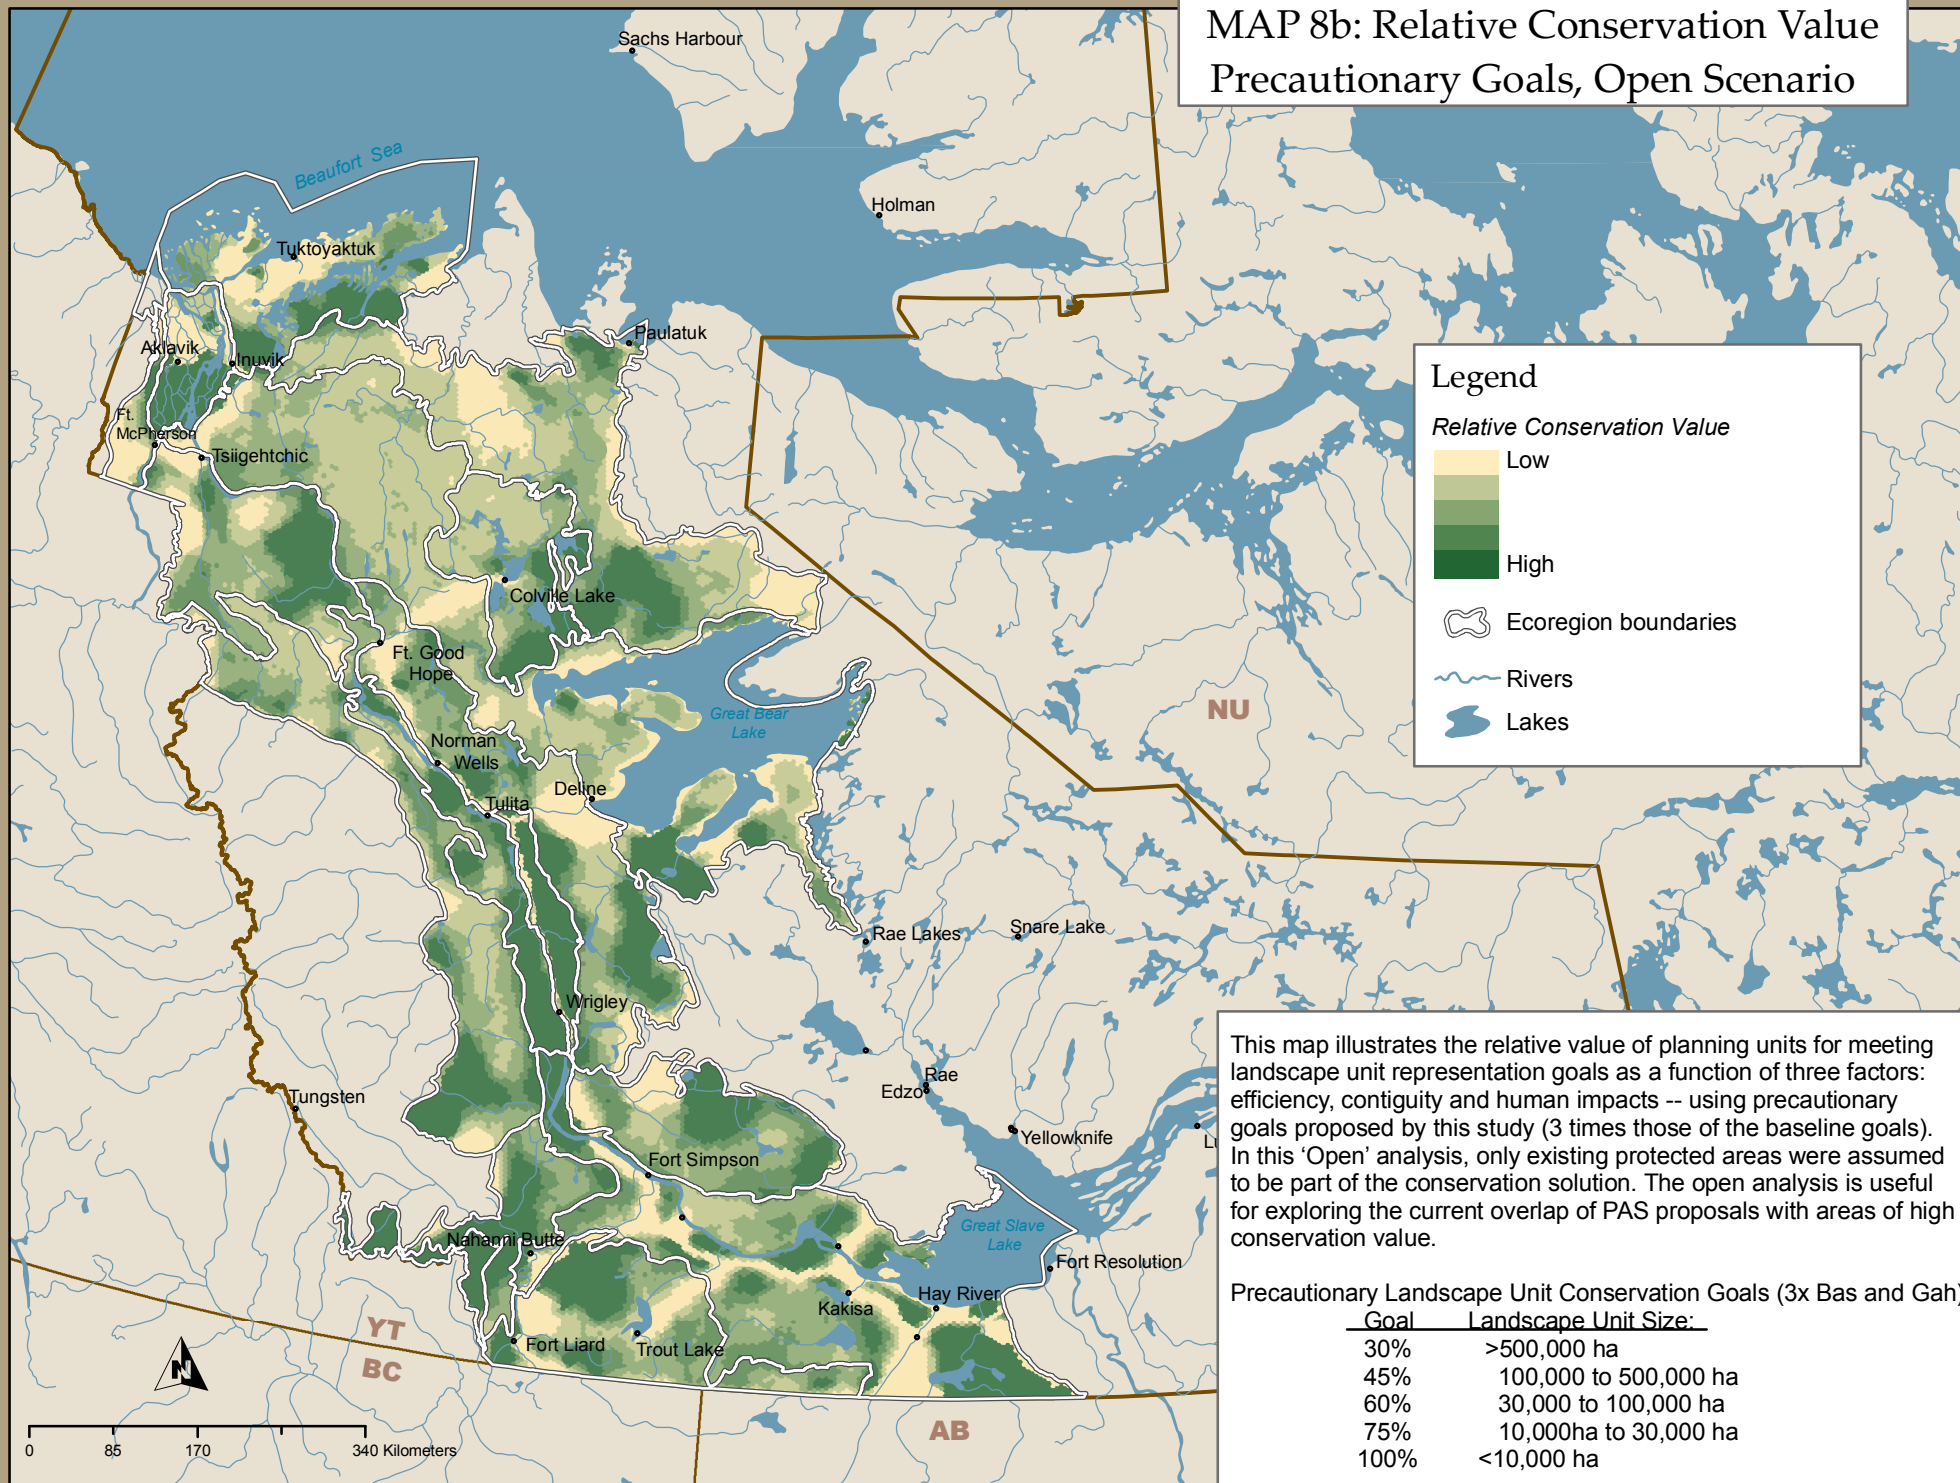 MAP 8b: Relative Conservation Value
Precautionary Goals, Open Scenario
Sachs Harbour
Beaufort Sea
Holman
Tuktoyaktuk
Paulatuk
Aklavik
Inuvik
Ft.
McPherson
Tsiigehtchic
Colville Lake
Ft. Good
Hope
Great Bear
Lake
NU
Norman
Wells
Deline
Tulita
Rae Lakes
Snare Lake
Wrigley
Rae
Edzo
Tungsten
Yellowknife
Fort Simpson
Great Slave
Lake
Nahanni Butte
Fort Resolution
Hay River
Kakisa
Fort Liard
Trout Lake
YT
BC
AB
N
0 85 170 340 Kilometers
Legend
Relative Conservation Value
Low
High
Ecoregion boundaries
Rivers
Lakes
This map illustrates the relative value of planning units for meeting
landscape unit representation goals as a function of three factors:
efficiency, contiguity and human impacts -- using precautionary
goals proposed by this study (3 times those of the baseline goals).
In this ‘Open’ analysis, only existing protected areas were assumed
to be part of the conservation solution. The open analysis is useful
for exploring the current overlap of PAS proposals with areas of high
conservation value.
Precautionary Landscape Unit Conservation Goals (3x Bas and Gah)
Goal Landscape Unit Size:
30% >500,000 ha
45% 100,000 to 500,000 ha
60% 30,000 to 100,000 ha
75% 10,000ha to 30,000 ha
100% <10,000 ha